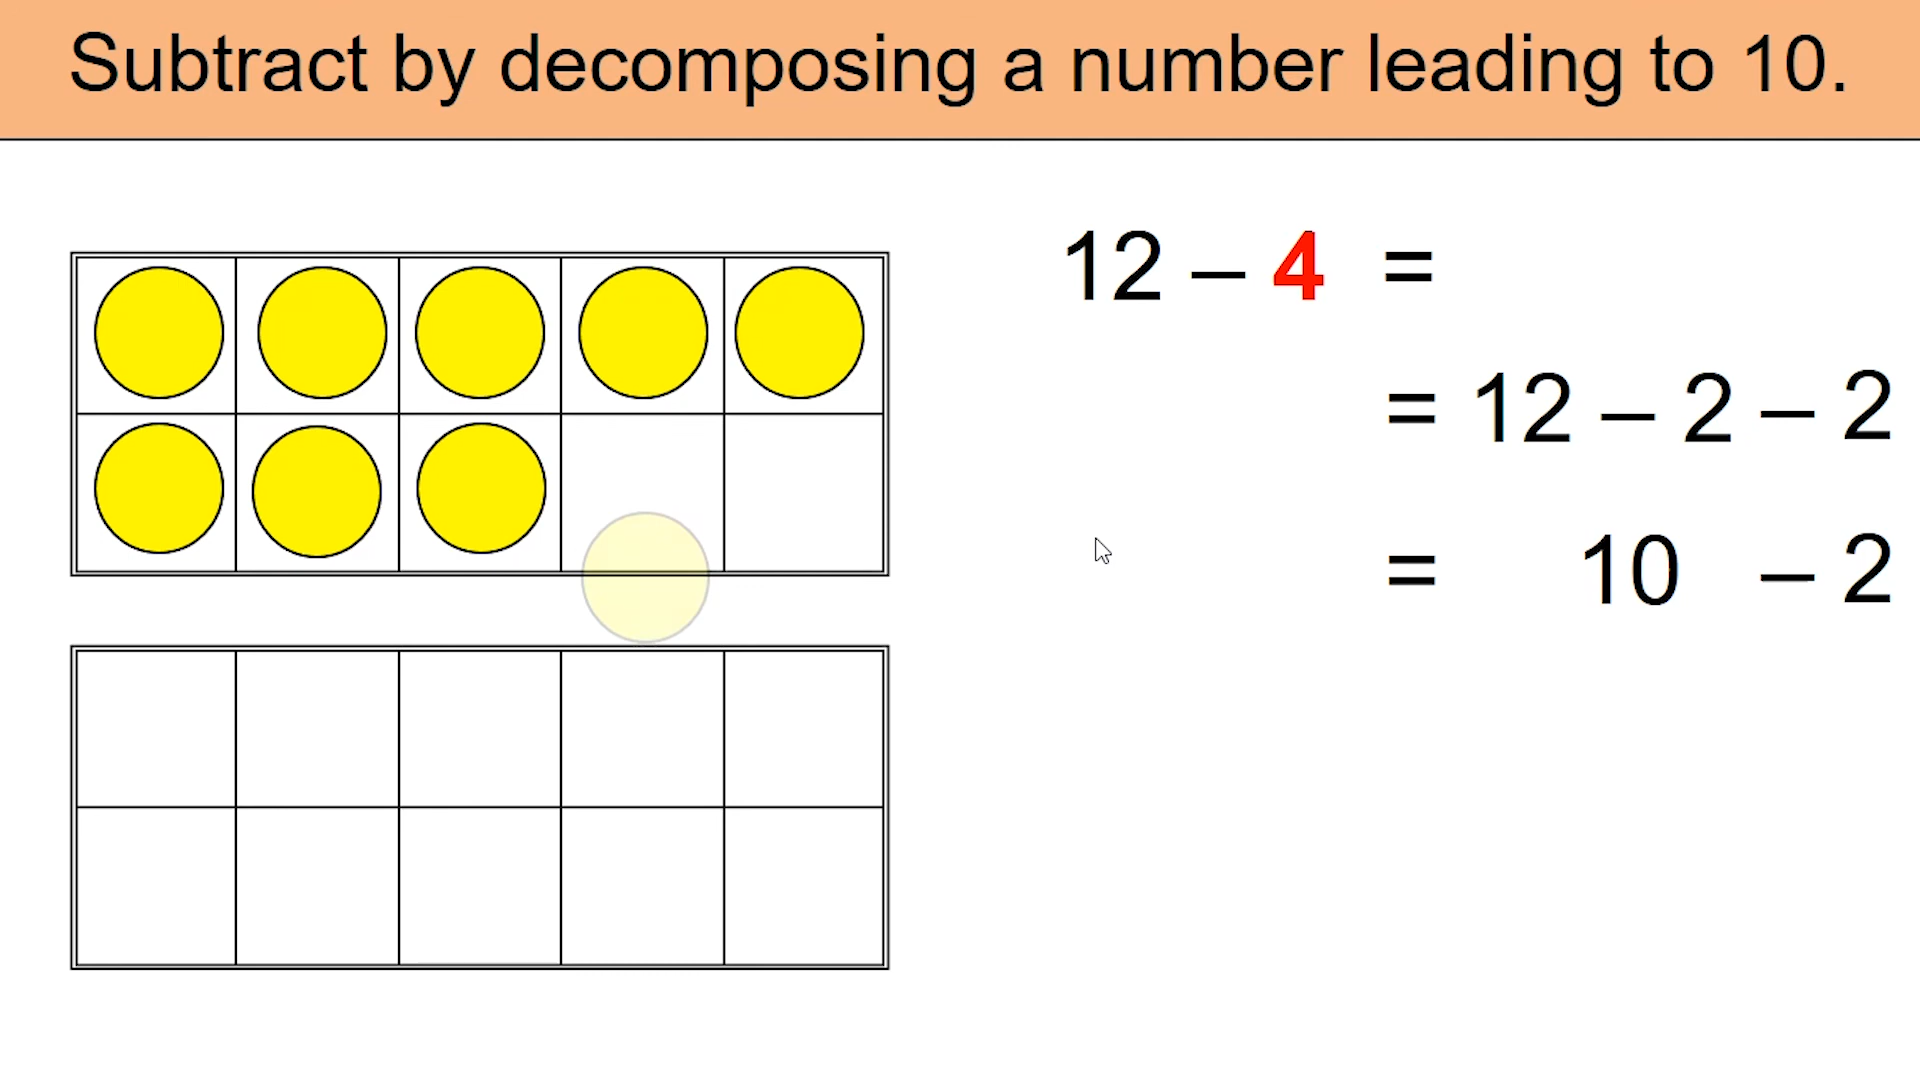 Subtract by decomposing a number leading to 10.
12 – 4 =
= 12 – 2 – 2
= 10 – 2